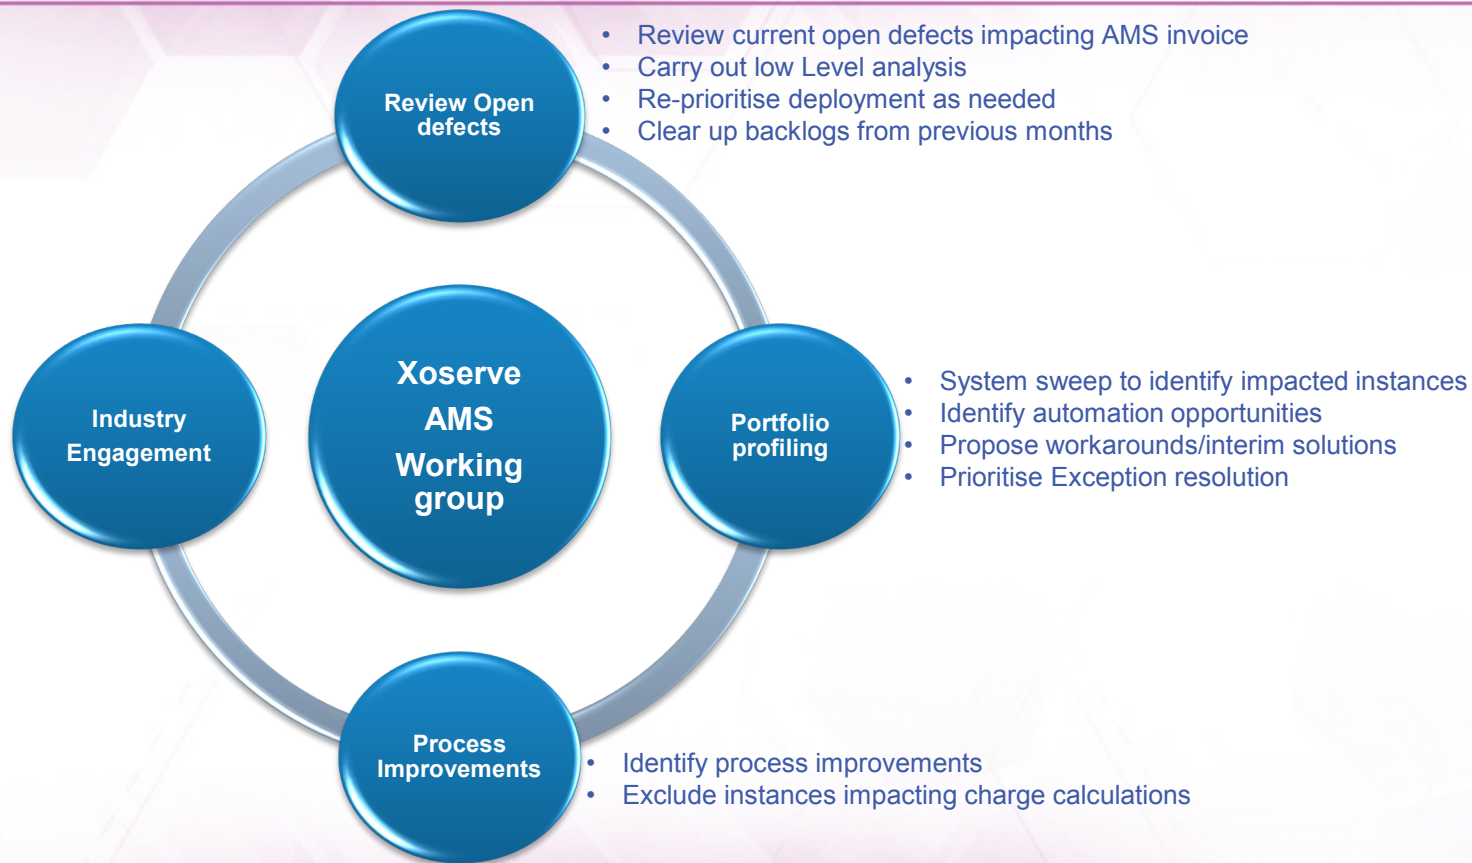 Review Open
defects
• Review current open defects impacting AMS invoice
• Carry out low Level analysis
• Re-prioritise deployment as needed
• Clear up backlogs from previous months
Industry
Engagement
Xoserve
AMS
Working
group
Portfolio
profiling
• System sweep to identify impacted instances
• Identify automation opportunities
• Propose workarounds/interim solutions
• Prioritise Exception resolution
Process
Improvements
• Identify process improvements
• Exclude instances impacting charge calculations